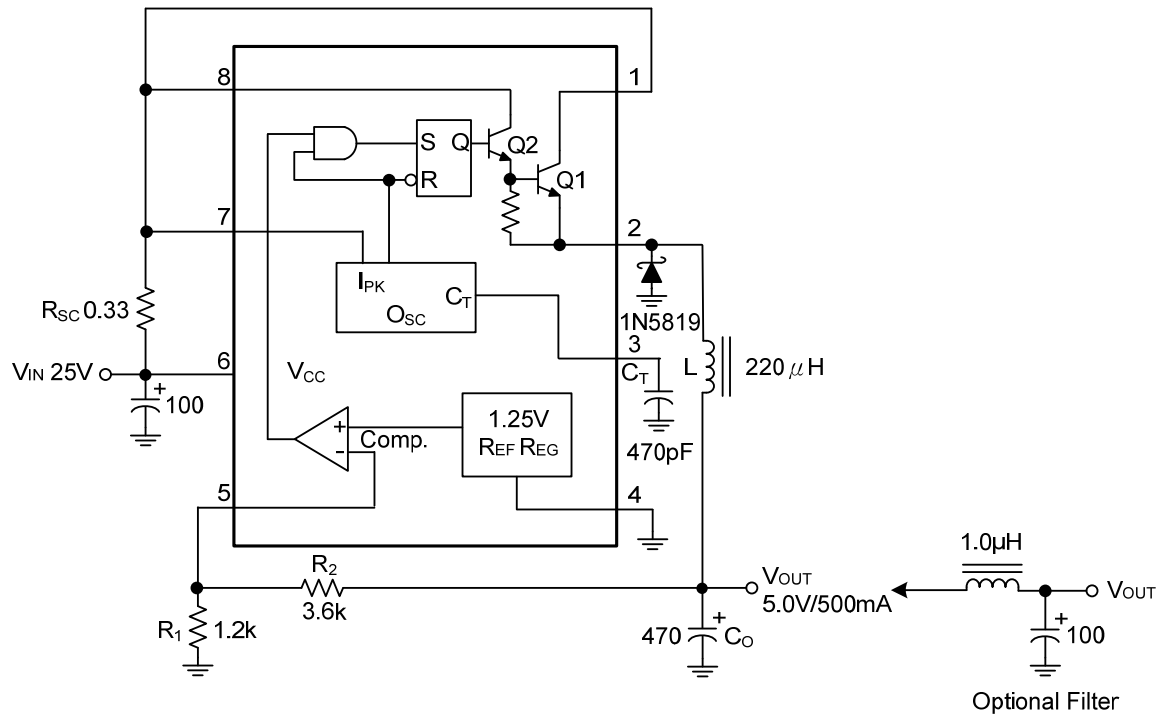 8
1
S
Q
Q2
R
Q1
7
2
IPK
CT
OSC
RSC 0.33
1N5819
3
6
VIN 25V
VCC
CT
L
220 μH
+
100
1.25V
REF REG
+
Comp.
-
470pF
5
4
1.0μH
R2
VOUT
5.0V/500mA
VOUT
3.6k
R1
1.2k
+
470
CO
+
100
Optional Filter